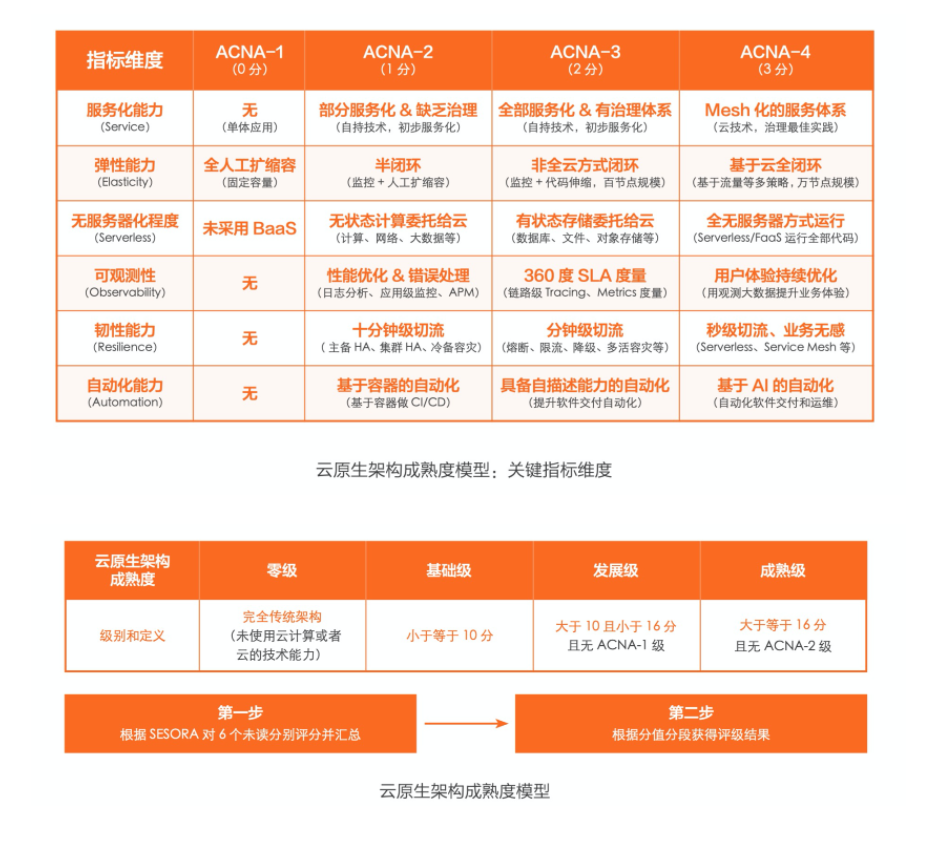 指标维度
ACNA-1
(0 分)
ACNA-2
(1 分)
ACNA-3
(2 分)
ACNA-4
(3 分)
服务化能力
(Service)
无
(单体应用)
部分服务化 & 缺乏治理
(自持技术，初步服务化)
全部服务化 & 有治理体系
(自持技术，初步服务化)
Mesh 化的服务体系
(云技术，治理最佳实践)
弹性能力
(Elasticity)
全人工扩缩容
(固定容量)
半闭环
(监控 + 人工扩缩容)
非全云方式闭环
(监控 + 代码伸缩，百节点规模)
基于云全闭环
(基于流量等多策略，万节点规模)
无服务器化程度
(Serverless)
未采用 BaaS
无状态计算委托给云
(计算、网络、大数据等)
有状态存储委托给云
(数据库、文件、对象存储等)
全无服务器方式运行
(Serverless/FaaS 运行全部代码)
可观测性
(Observability)
无
性能优化 & 错误处理
(日志分析、应用级监控、APM)
360 度 SLA 度量
(链路级 Tracing、Metrics 度量)
用户体验持续优化
(用观测大数据提升业务体验)
韧性能力
(Resilience)
无
十分钟级切流
( 主备 HA、集群 HA、冷备容灾)
分钟级切流
(熔断、限流、降级、多活容灾等)
秒级切流、业务无感
(Serverless、Service Mesh 等)
自动化能力
(Automation)
无
基于容器的自动化
(基于容器做 CI/CD)
具备自描述能力的自动化
(提升软件交付自动化)
基于 AI 的自动化
(自动化软件交付和运维)
云原生架构成熟度模型：关键指标维度
云原生架构
成熟度
零级
基础级
发展级
成熟级
级别和定义
完全传统架构
(未使用云计算或者
云的技术能力)
小于等于 10 分
大于 10 且小于 16 分
且无 ACNA-1 级
大于等于 16 分
且无 ACNA-2 级
第一步
根据 SESORA 对 6 个未读分别评分并汇总
第二步
根据分值分段获得评级结果
云原生架构成熟度模型